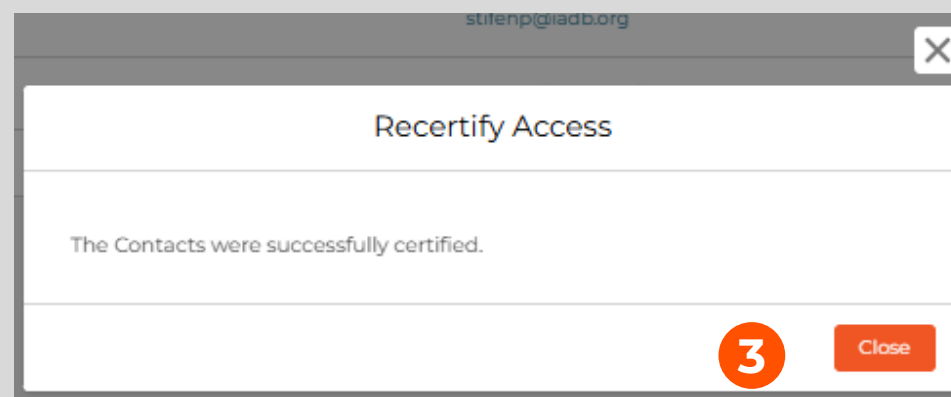 stifenp@iadb.org
Recertify Access
The Contacts were successfully certified.
3
Close